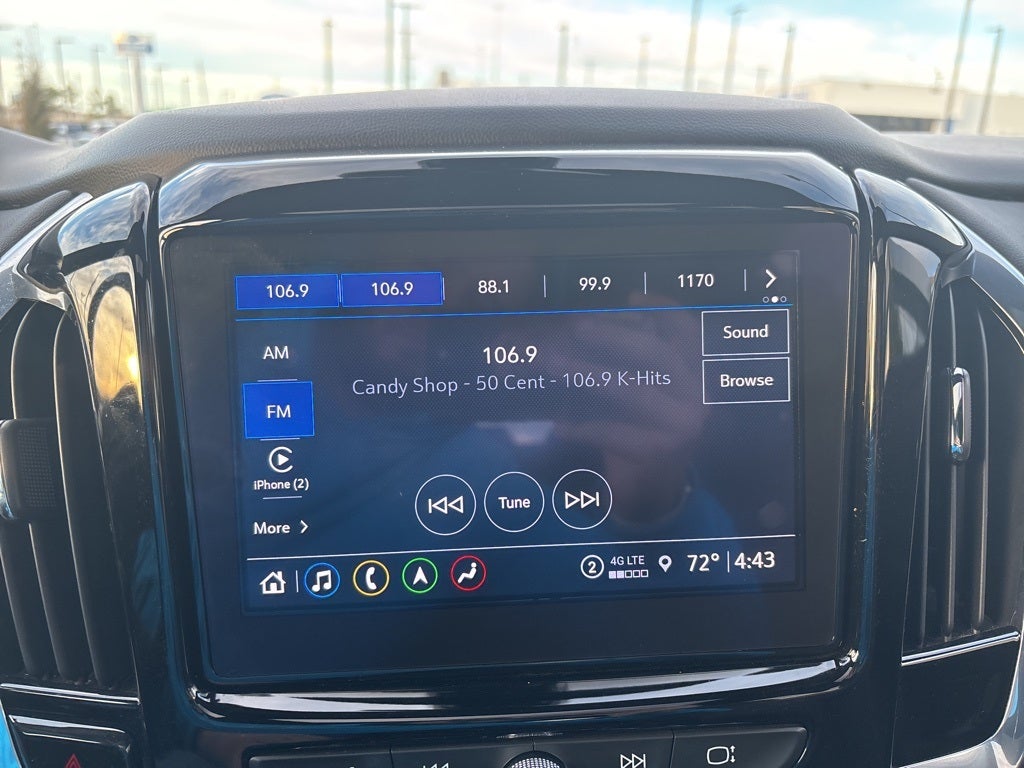 106.9 106.9 88.1 99.9 1170
Sound
AM
106.9
Candy Shop - 50 Cent - 106.9 K-Hits
Browse
FM
iPhone (2)
Tune
More
2 4G LTE 72° 4:43